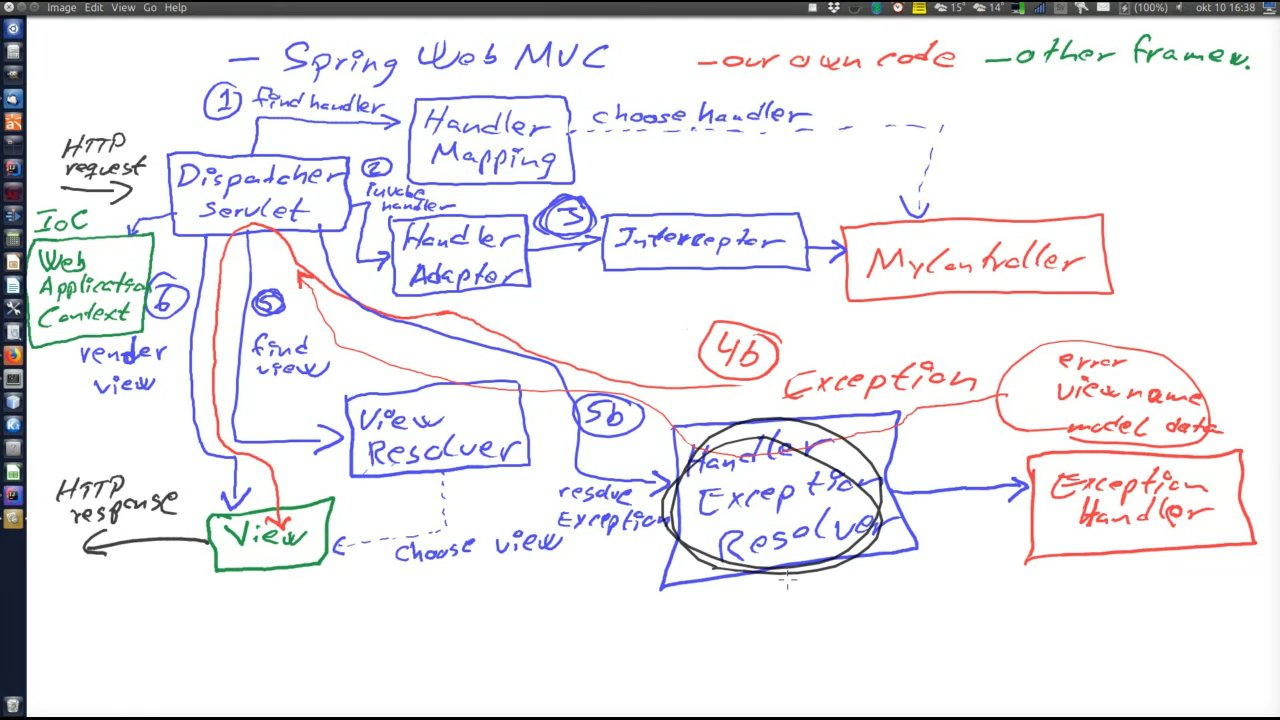 Image Edit View Go Help
15° 14° (100%) okt 10 16:38
- Spring Web MVC
- our own code
- other framew.
1 find handler
Handler
Mapping
choose handler
HTTP
request
Dispatcher
Servlet
2
invoke
handler
Handler
Adapter
3
Interceptor
MyController
IoC
Web
Application
Context
6
render
view
5
find
view
4b
Exception
error
view name
model data
View
Resolver
5b
resolve
Exception
Handler
Exception
Resolver
Exception
Handler
HTTP
response
View
choose view